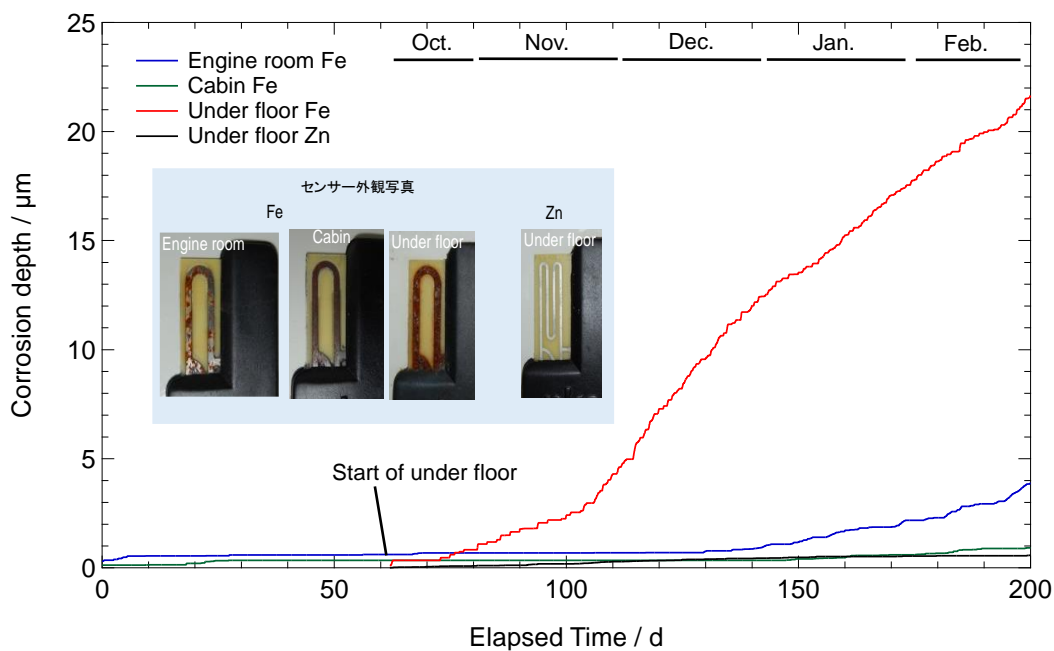 25
20
15
10
5
0
Corrosion depth / μm
Oct. Nov. Dec. Jan. Feb.
Engine room Fe
Cabin Fe
Under floor Fe
Under floor Zn
センサー外観写真
Fe Zn
Engine room Cabin Under floor Under floor
Start of under floor
0 50 100 150 200
Elapsed Time / d